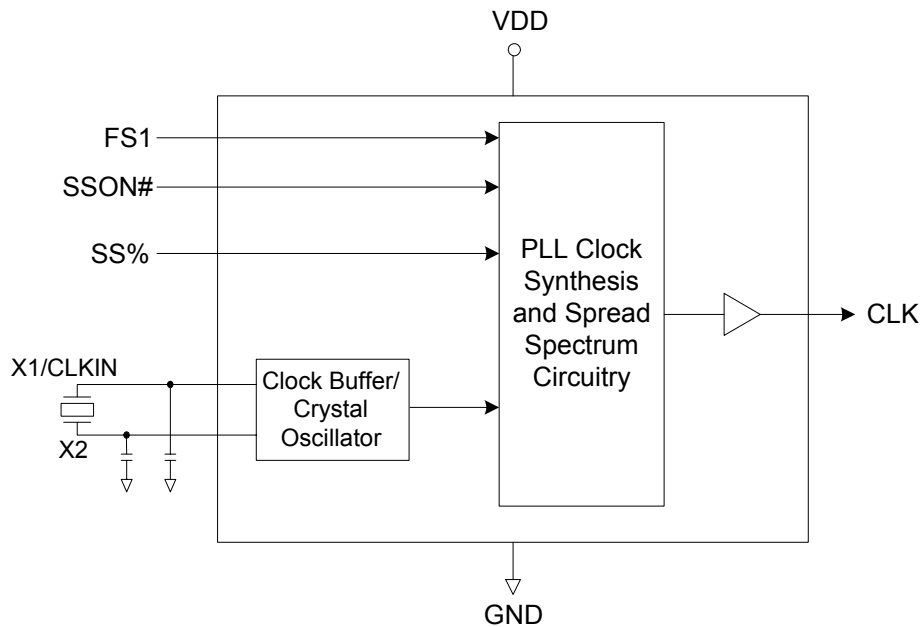 VDD
FS1
SSON#
SS%
PLL Clock
Synthesis
and Spread
Spectrum
Circuitry
CLK
X1/CLKIN
X2
Clock Buffer/
Crystal
Oscillator
GND